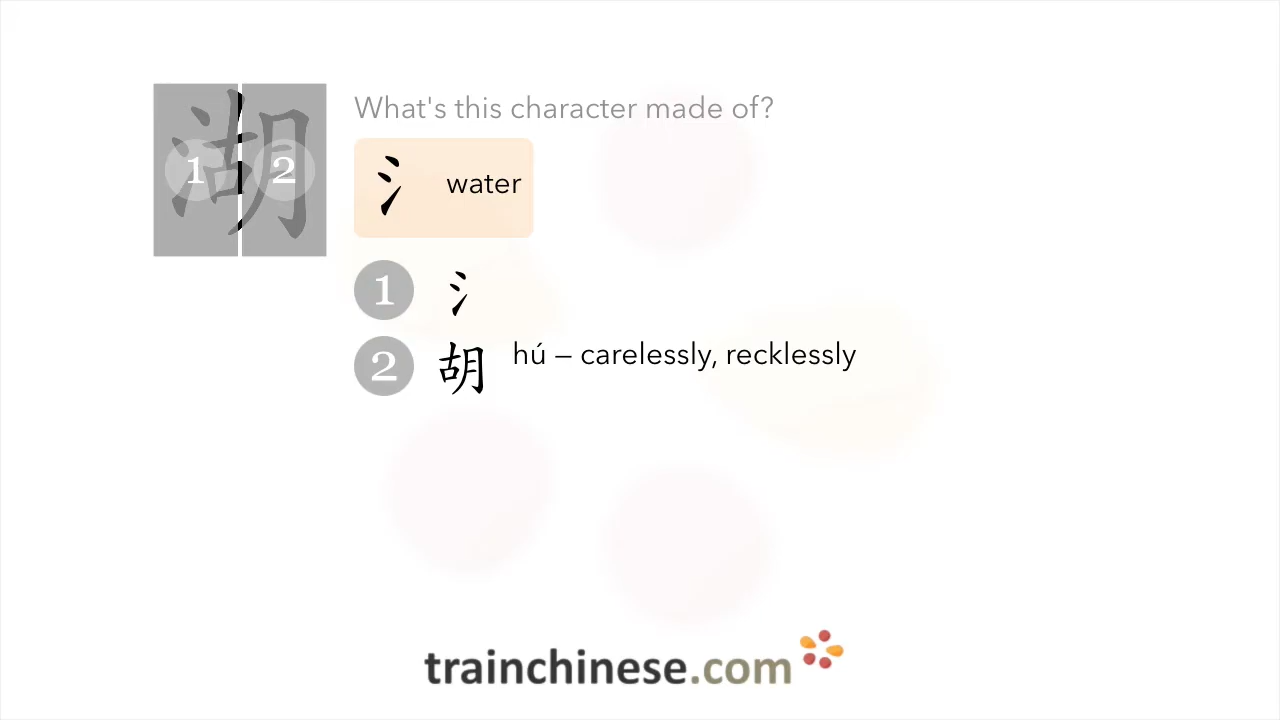 湖
1 2
What's this character made of?
氵 water
1 氵
2 胡 hú – carelessly, recklessly
trainchinese.com